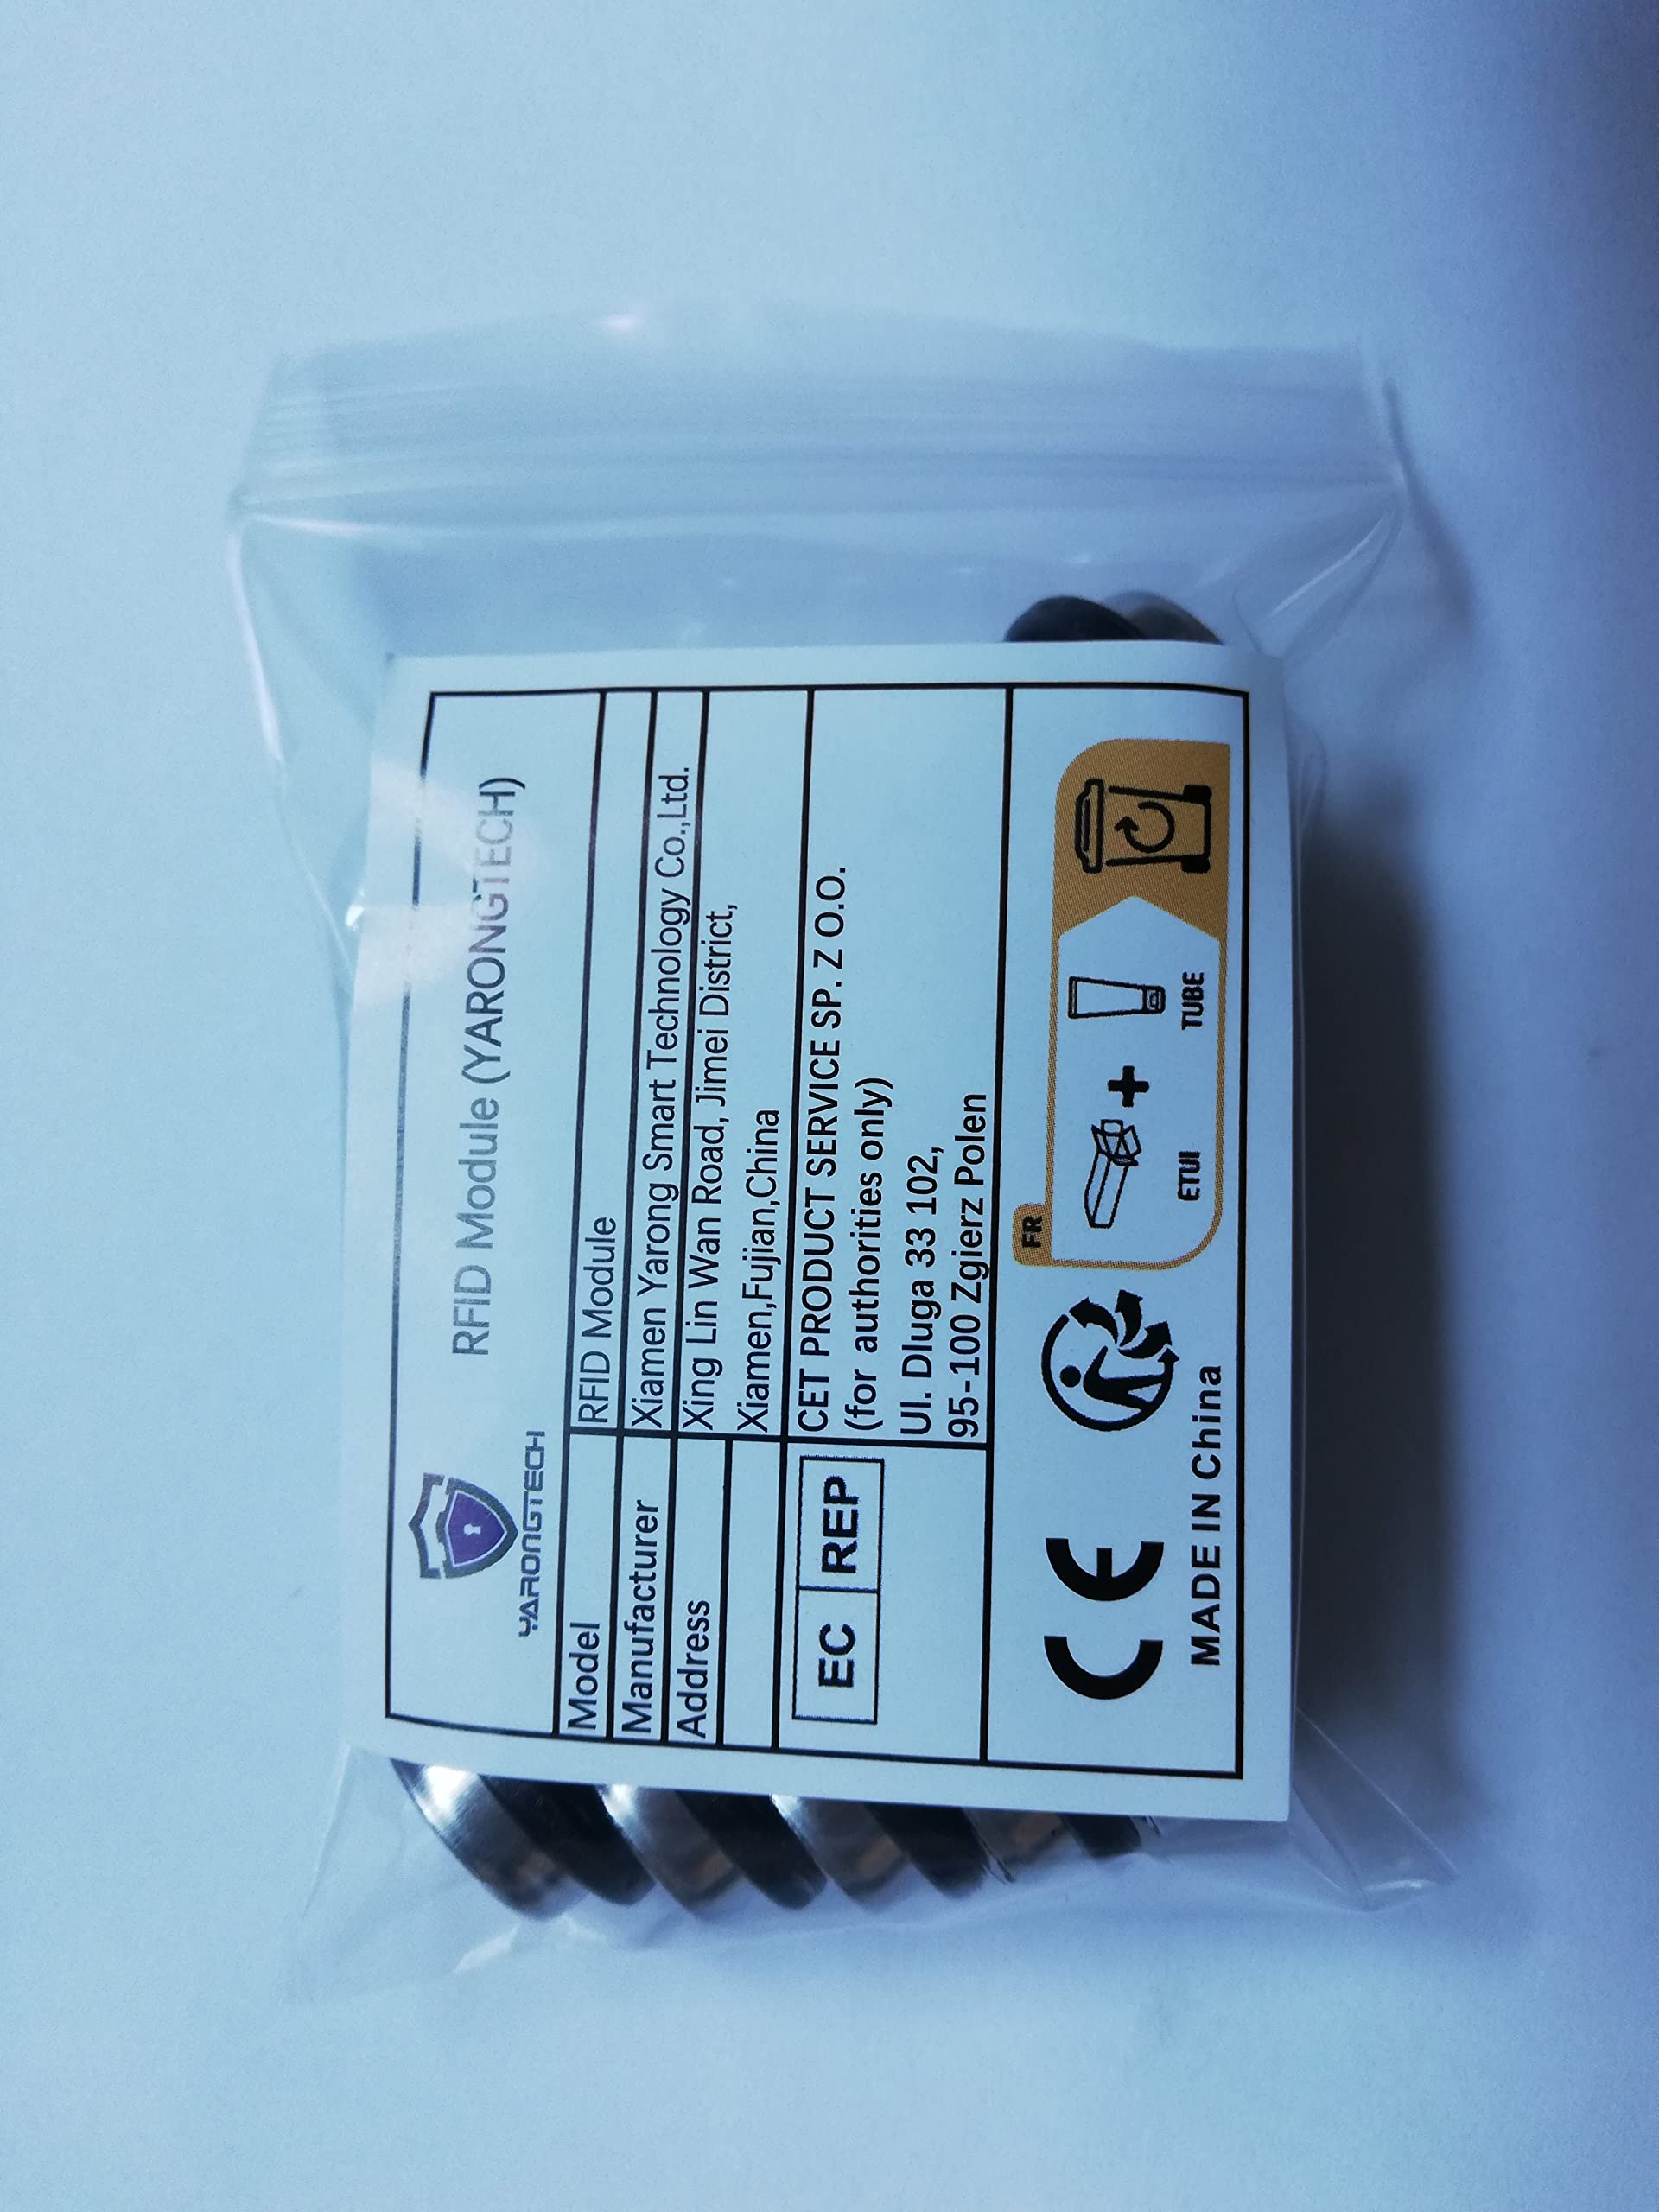 YARONGTECH
RFID Module (YARONGTECH)
Model RFID Module
Manufacturer Xiamen Yarong Smart Technology Co.,Ltd.
Address Xing Lin Wan Road, Jimei District,
Xiamen,Fujian,China
EC REP CET PRODUCT SERVICE SP. Z O.O.
(for authorities only)
Ul. Dluga 33 102,
95-100 Zgierz Polen
CE
FR
ETUI + TUBE
MADE IN China